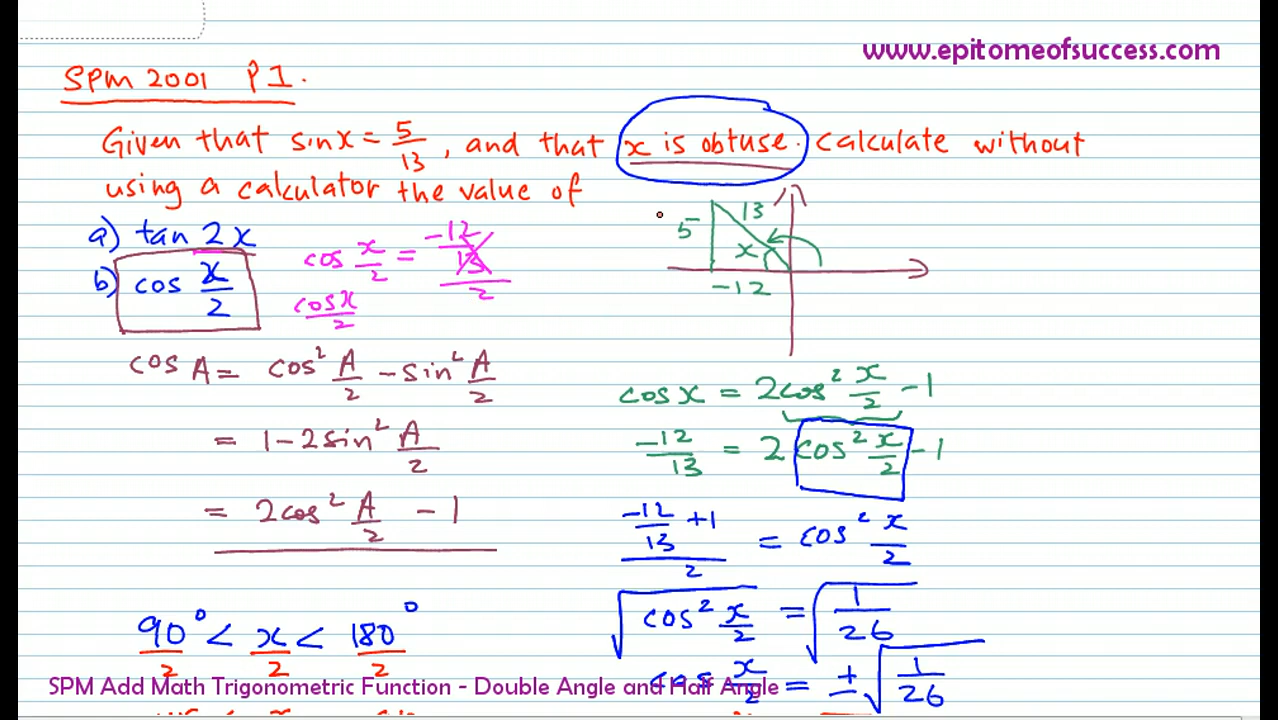 www.epitomeofsuccess.com
SPM 2001 P1.
Given that sin x = 5/13, and that x is obtuse. Calculate without
using a calculator the value of
a) tan 2x
b) cos x/2
cos x/2 = -12/13/2
cos x/2
5
13
x
-12
cos A = cos² A/2 - sin² A/2
= 1 - 2 sin² A/2
= 2cos² A/2 - 1
90° < x < 180°
2 2 2
cos x = 2cos² x/2 - 1
-12/13 = 2 cos² x/2 - 1
-12/13 + 1 / 2 = cos² x/2
√cos² x/2 = √1/26
cos x/2 = ± √1/26
SPM Add Math Trigonometric Function - Double Angle and Half Angle